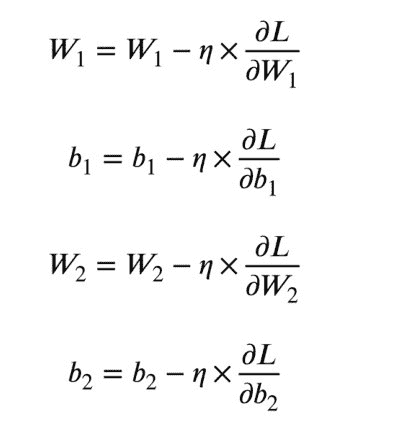 W₁ = W₁ − η × ∂L/∂W₁
b₁ = b₁ − η × ∂L/∂b₁
W₂ = W₂ − η × ∂L/∂W₂
b₂ = b₂ − η × ∂L/∂b₂